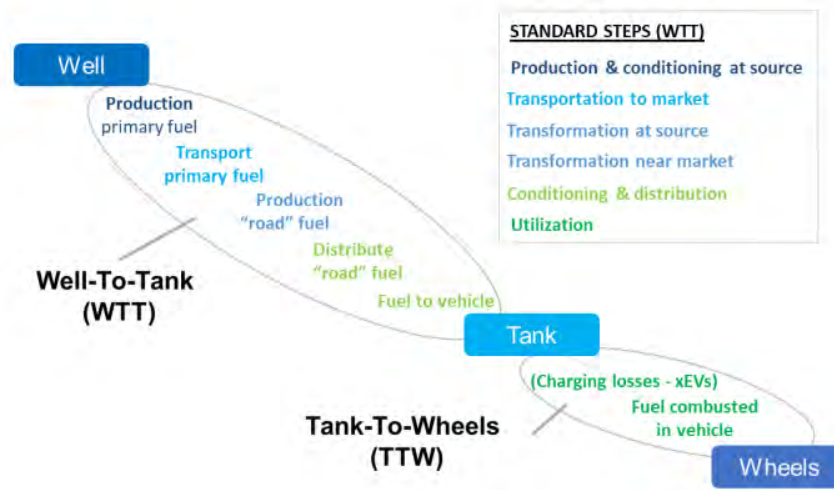 STANDARD STEPS (WTT)
Production & conditioning at source
Transportation to market
Transformation at source
Transformation near market
Conditioning & distribution
Utilization
Well
Production
primary fuel
Transport
primary fuel
Production
“road” fuel
Distribute
“road” fuel
Fuel to vehicle
Well-To-Tank
(WTT)
Tank
(Charging losses - xEVs)
Fuel combusted
in vehicle
Tank-To-Wheels
(TTW)
Wheels